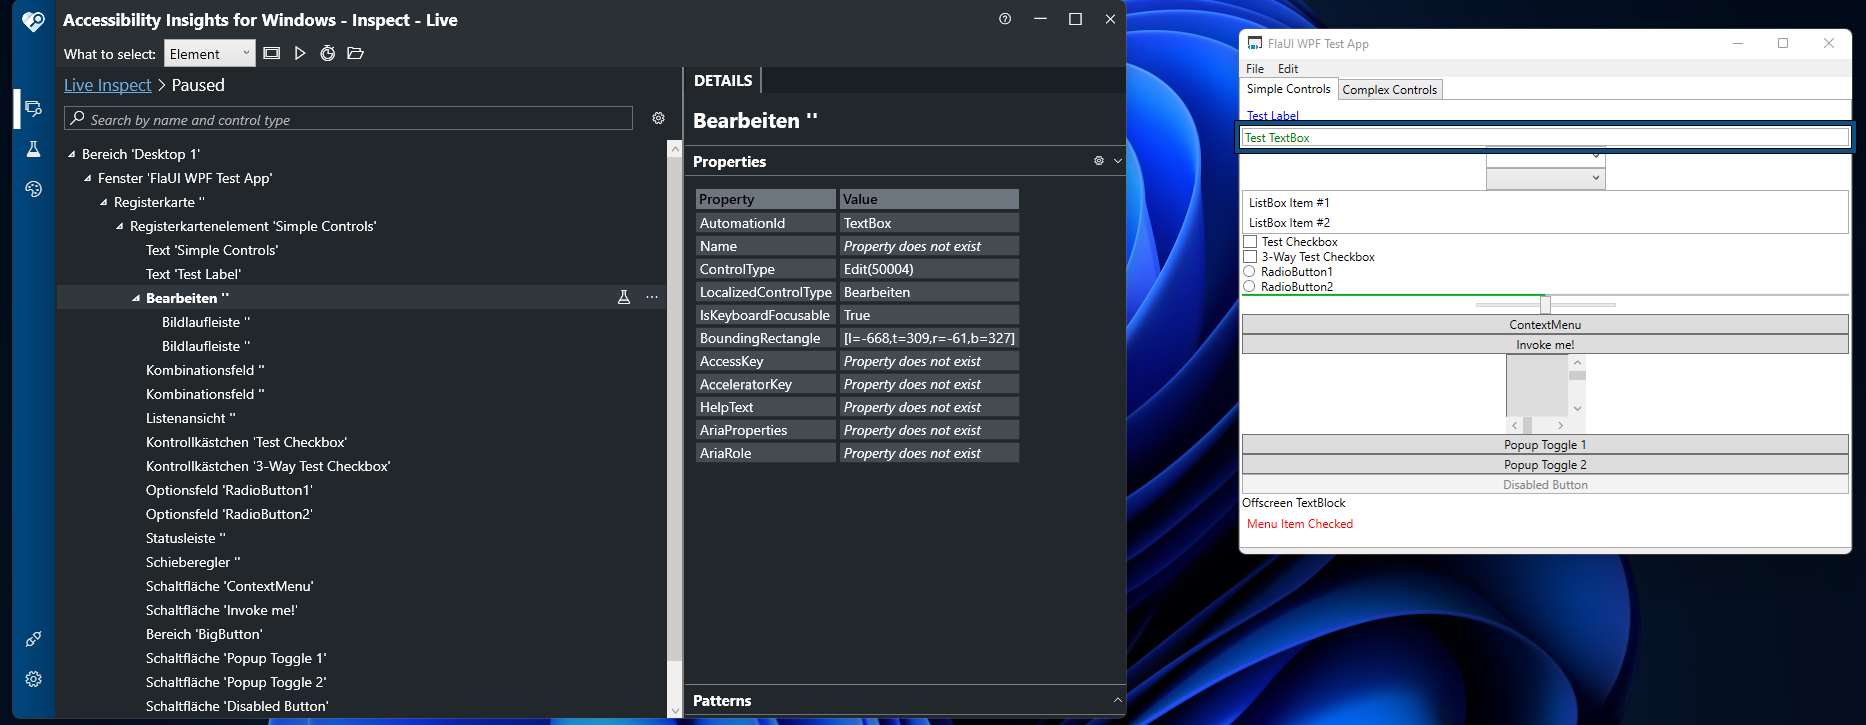 Accessibility Insights for Windows - Inspect - Live
What to select: Element
Live Inspect > Paused
Search by name and control type
Bereich 'Desktop 1'
Fenster 'FlaUI WPF Test App'
Registerkarte ''
Registerkartenelement 'Simple Controls'
Text 'Simple Controls'
Text 'Test Label'
Bearbeiten ''
Bildlaufleiste ''
Bildlaufleiste ''
Kombinationsfeld ''
Kombinationsfeld ''
Listenansicht ''
Kontrollkästchen 'Test Checkbox'
Kontrollkästchen '3-Way Test Checkbox'
Optionsfeld 'RadioButton1'
Optionsfeld 'RadioButton2'
Statusleiste ''
Schieberegler ''
Schaltfläche 'ContextMenu'
Schaltfläche 'Invoke me!'
Bereich 'BigButton'
Schaltfläche 'Popup Toggle 1'
Schaltfläche 'Popup Toggle 2'
Schaltfläche 'Disabled Button'
DETAILS
Bearbeiten ''
Properties
Property Value
AutomationId TextBox
Name Property does not exist
ControlType Edit(50004)
LocalizedControlType Bearbeiten
IsKeyboardFocusable True
BoundingRectangle [l=-668,t=309,r=-61,b=327]
AccessKey Property does not exist
AcceleratorKey Property does not exist
HelpText Property does not exist
AriaProperties Property does not exist
AriaRole Property does not exist
Patterns
FlaUI WPF Test App
File Edit
Simple Controls Complex Controls
Test Label
Test TextBox
ListBox Item #1
ListBox Item #2
Test Checkbox
3-Way Test Checkbox
RadioButton1
RadioButton2
ContextMenu
Invoke me!
Popup Toggle 1
Popup Toggle 2
Disabled Button
Offscreen TextBlock
Menu Item Checked